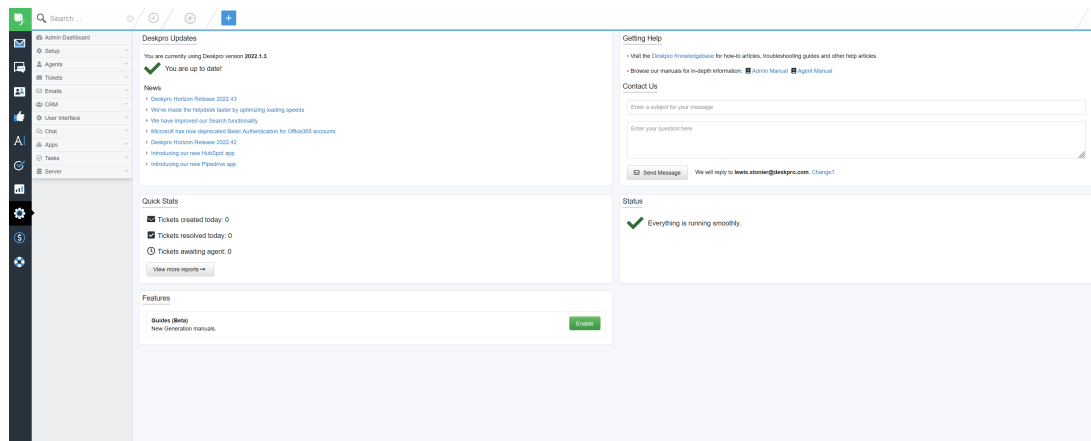 Search ...
Admin Dashboard
Setup
Agents
Tickets
Emails
CRM
User Interface
Chat
Apps
Tasks
Server
Deskpro Updates
You are currently using Deskpro version 2022.1.3.
You are up to date!
News
Deskpro Horizon Release 2022.43
We've made the helpdesk faster by optimizing loading speeds
We have improved our Search functionality
Microsoft has now deprecated Basic Authentication for Office365 accounts
Deskpro Horizon Release 2022.42
Introducing our new HubSpot app
Introducing our new Pipedrive app
Getting Help
• Visit the Deskpro Knowledgebase for how-to articles, troubleshooting guides and other help articles.
• Browse our manuals for in-depth information: Admin Manual Agent Manual
Contact Us
Enter a subject for your message
Enter your question here
Send Message We will reply to lewis.stonier@deskpro.com. Change?
Quick Stats
Tickets created today: 0
Tickets resolved today: 0
Tickets awaiting agent: 0
View more reports →
Status
Everything is running smoothly.
Features
Guides (Beta)
New Generation manuals.
Enable